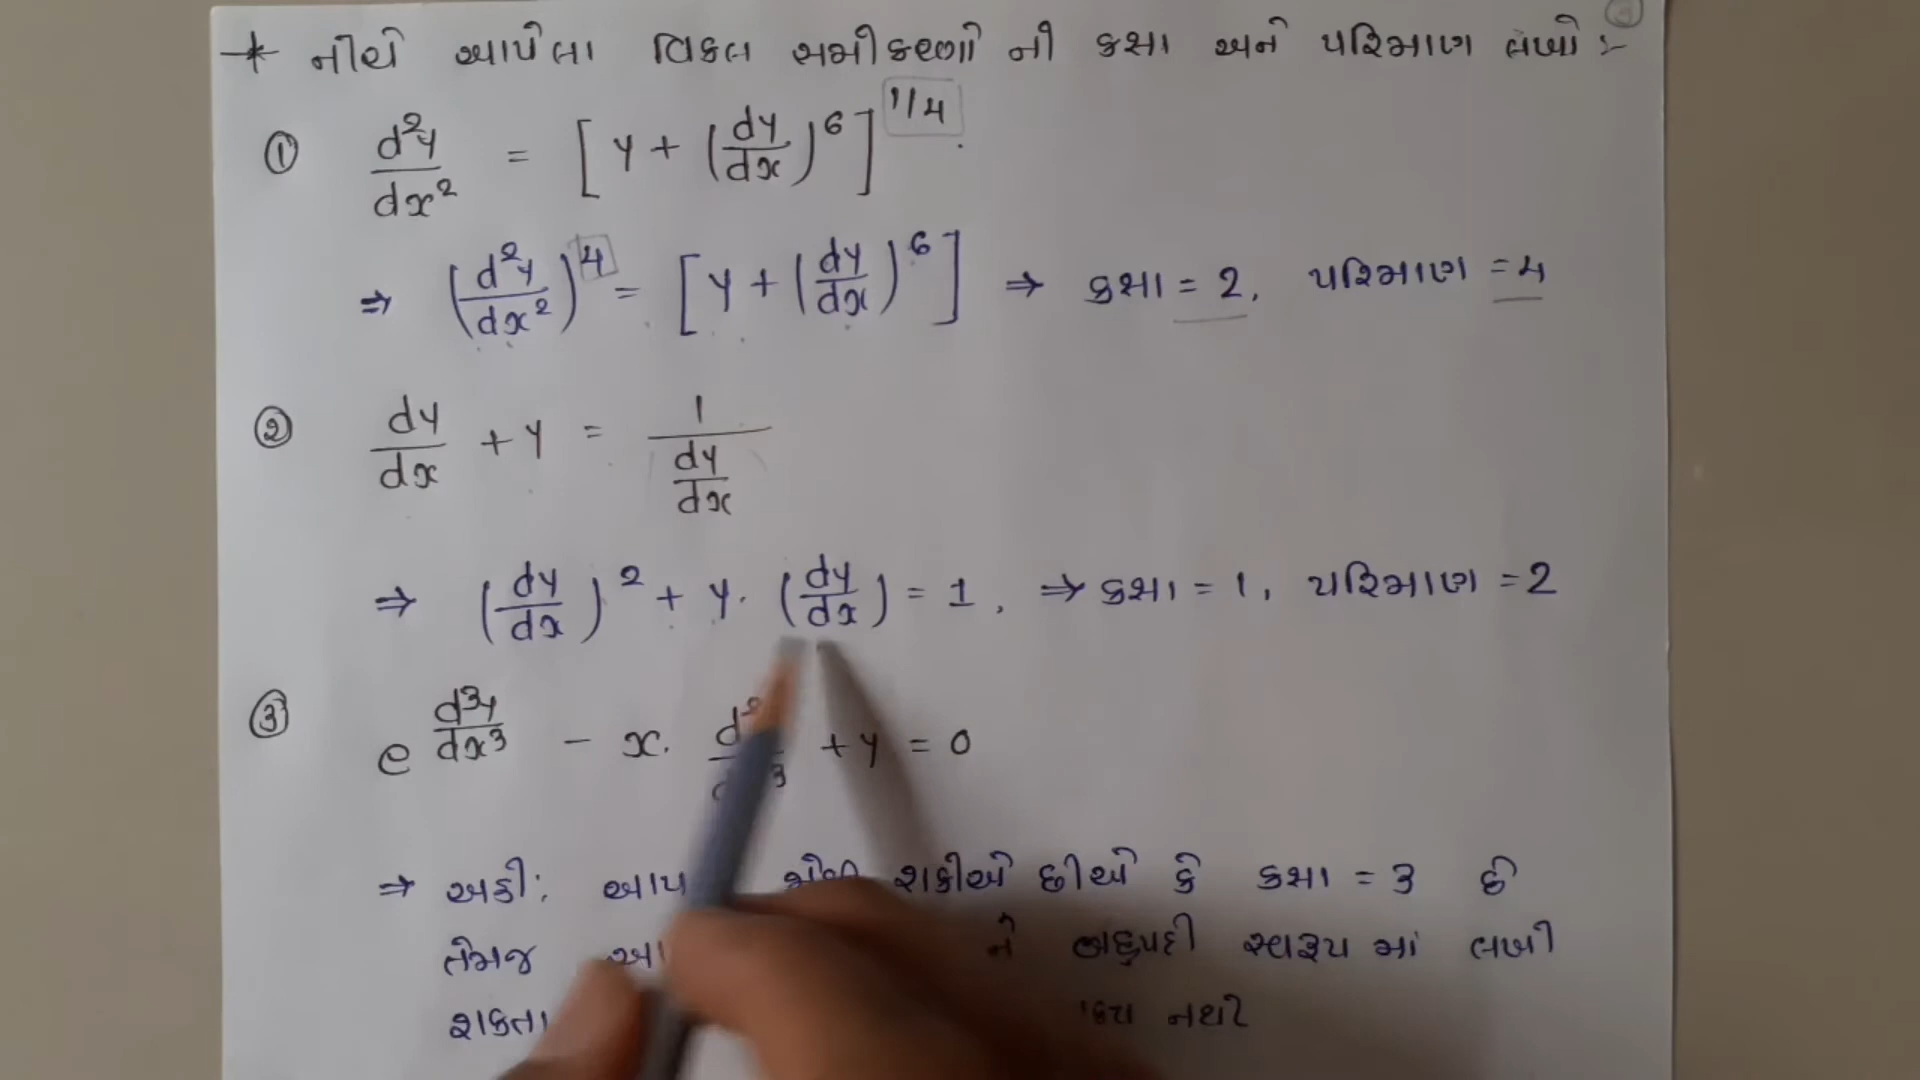 * નીચે આપેલા વિકલ સમીકરણો ની કક્ષા અને પરિમાણ લખો :-
① d²y/dx² = [y + (dy/dx)⁶]^1/4
⇒ (d²y/dx²)⁴ = [y + (dy/dx)⁶] ⇒ કક્ષા = 2, પરિમાણ = 4
② dy/dx + y = 1/(dy/dx)
⇒ (dy/dx)² + y. (dy/dx) = 1, ⇒ કક્ષા = 1, પરિમાણ = 2
③ e^(d³y/dx³) - x. + y = 0
⇒ અહીં: શકીએ છીએ કે કક્ષા = 3 છે
તેમજ ને બહુપદી સ્વરૂપ માં લખી
નથી